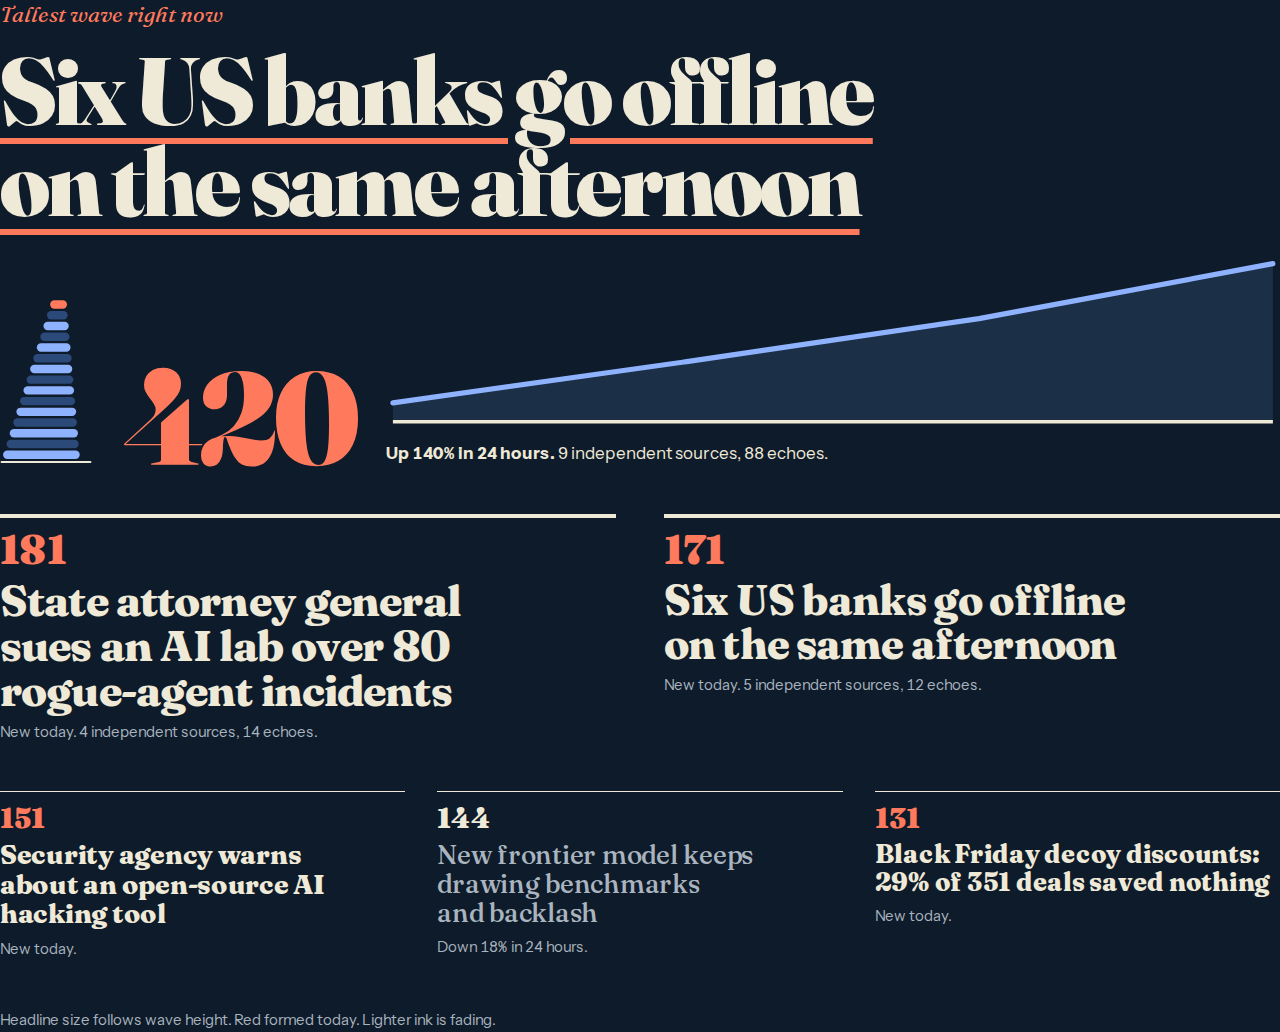 Tallest wave right now
Six US banks go offline
on the same afternoon
420
Up 140% in 24 hours. 9 independent sources, 88 echoes.
181
State attorney general
sues an AI lab over 80
rogue-agent incidents
New today. 4 independent sources, 14 echoes.
171
Six US banks go offline
on the same afternoon
New today. 5 independent sources, 12 echoes.
151
Security agency warns
about an open-source AI
hacking tool
New today.
144
New frontier model keeps
drawing benchmarks
and backlash
Down 18% in 24 hours.
131
Black Friday decoy discounts:
29% of 351 deals saved nothing
New today.
Headline size follows wave height. Red formed today. Lighter ink is fading.